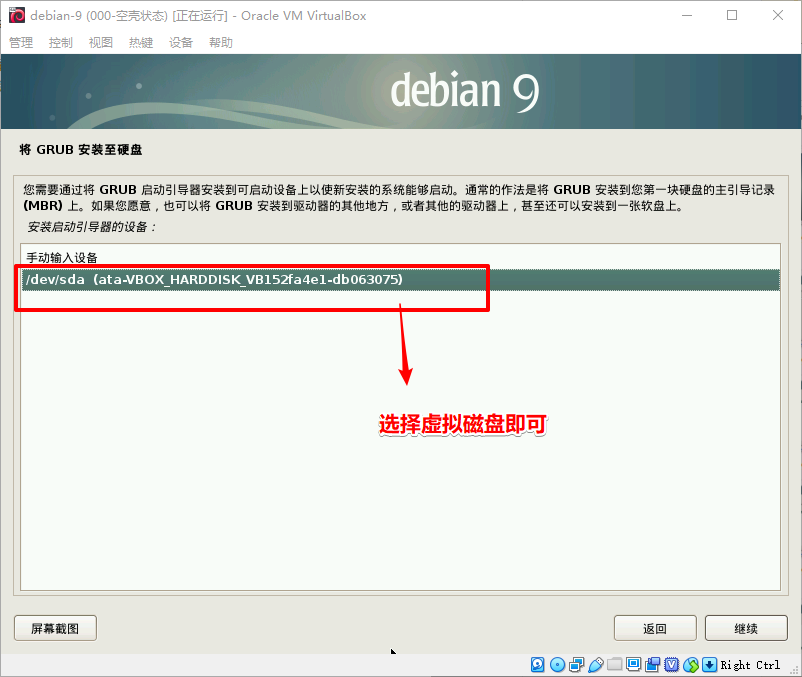 debian-9 (000-空壳状态) [正在运行] - Oracle VM VirtualBox
管理 控制 视图 热键 设备 帮助
debian 9
将 GRUB 安装至硬盘
您需要通过将 GRUB 启动引导器安装到可启动设备上以使新安装的系统能够启动。通常的作法是将 GRUB 安装到您第一块硬盘的主引导记录
(MBR) 上。如果您愿意，也可以将 GRUB 安装到驱动器的其他地方，或者其他的驱动器上，甚至还可以安装到一张软盘上。
安装启动引导器的设备：
手动输入设备
/dev/sda (ata-VBOX_HARDDISK_VB152fa4e1-db063075)
选择虚拟磁盘即可
屏幕截图 返回 继续
Right Ctrl